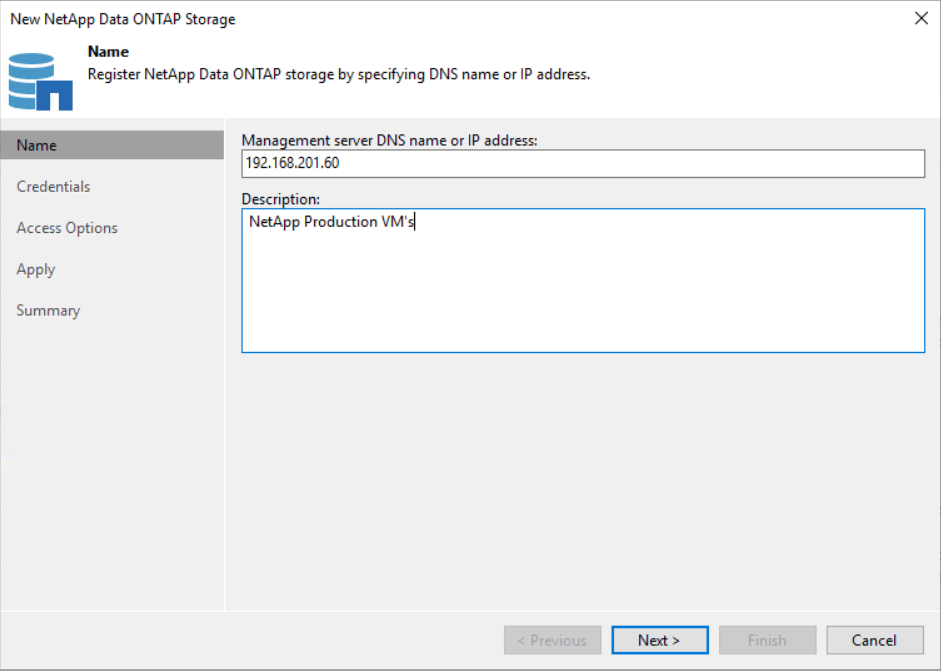 New NetApp Data ONTAP Storage
Name
Register NetApp Data ONTAP storage by specifying DNS name or IP address.
Name
Credentials
Access Options
Apply
Summary
Management server DNS name or IP address:
192.168.201.60
Description:
NetApp Production VM's
< Previous
Next >
Finish
Cancel